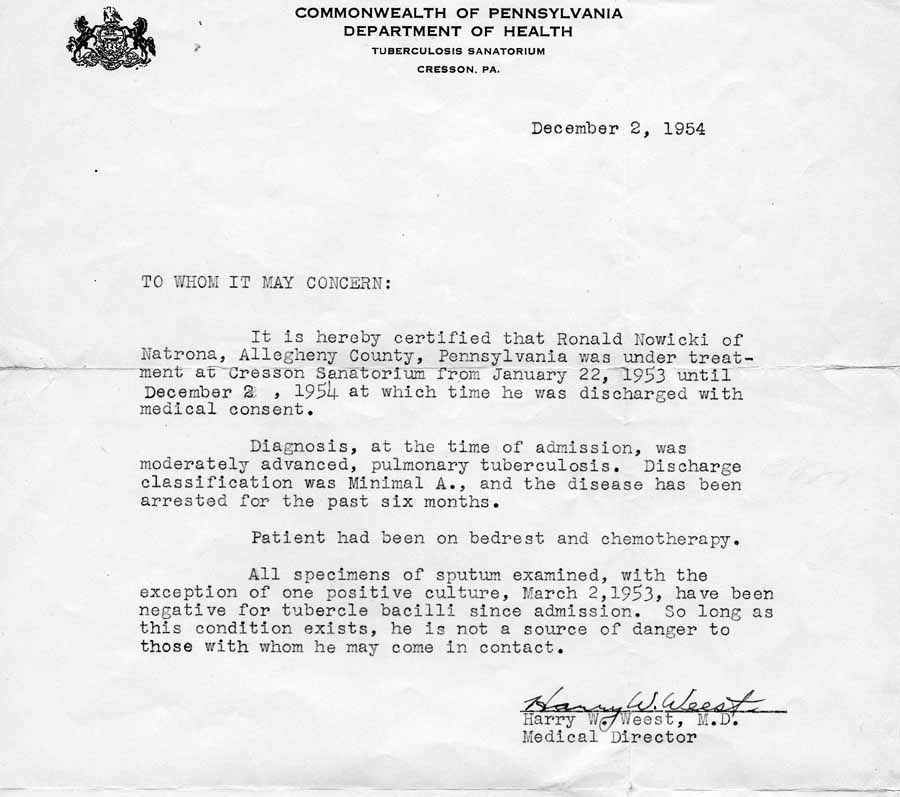 COMMONWEALTH OF PENNSYLVANIA
DEPARTMENT OF HEALTH
TUBERCULOSIS SANATORIUM
CRESSON, PA.
December 2, 1954
TO WHOM IT MAY CONCERN:
It is hereby certified that Ronald Nowicki of
Natrona, Allegheny County, Pennsylvania was under treat-
ment at Cresson Sanatorium from January 22, 1953 until
December 2 , 1954 at which time he was discharged with
medical consent.
Diagnosis, at the time of admission, was
moderately advanced, pulmonary tuberculosis. Discharge
classification was Minimal A., and the disease has been
arrested for the past six months.
Patient had been on bedrest and chemotherapy.
All specimens of sputum examined, with the
exception of one positive culture, March 2,1953, have been
negative for tubercle bacilli since admission. So long as
this condition exists, he is not a source of danger to
those with whom he may come in contact.
Harry W. Weest
Harry W. Weest, M.D.
Medical Director